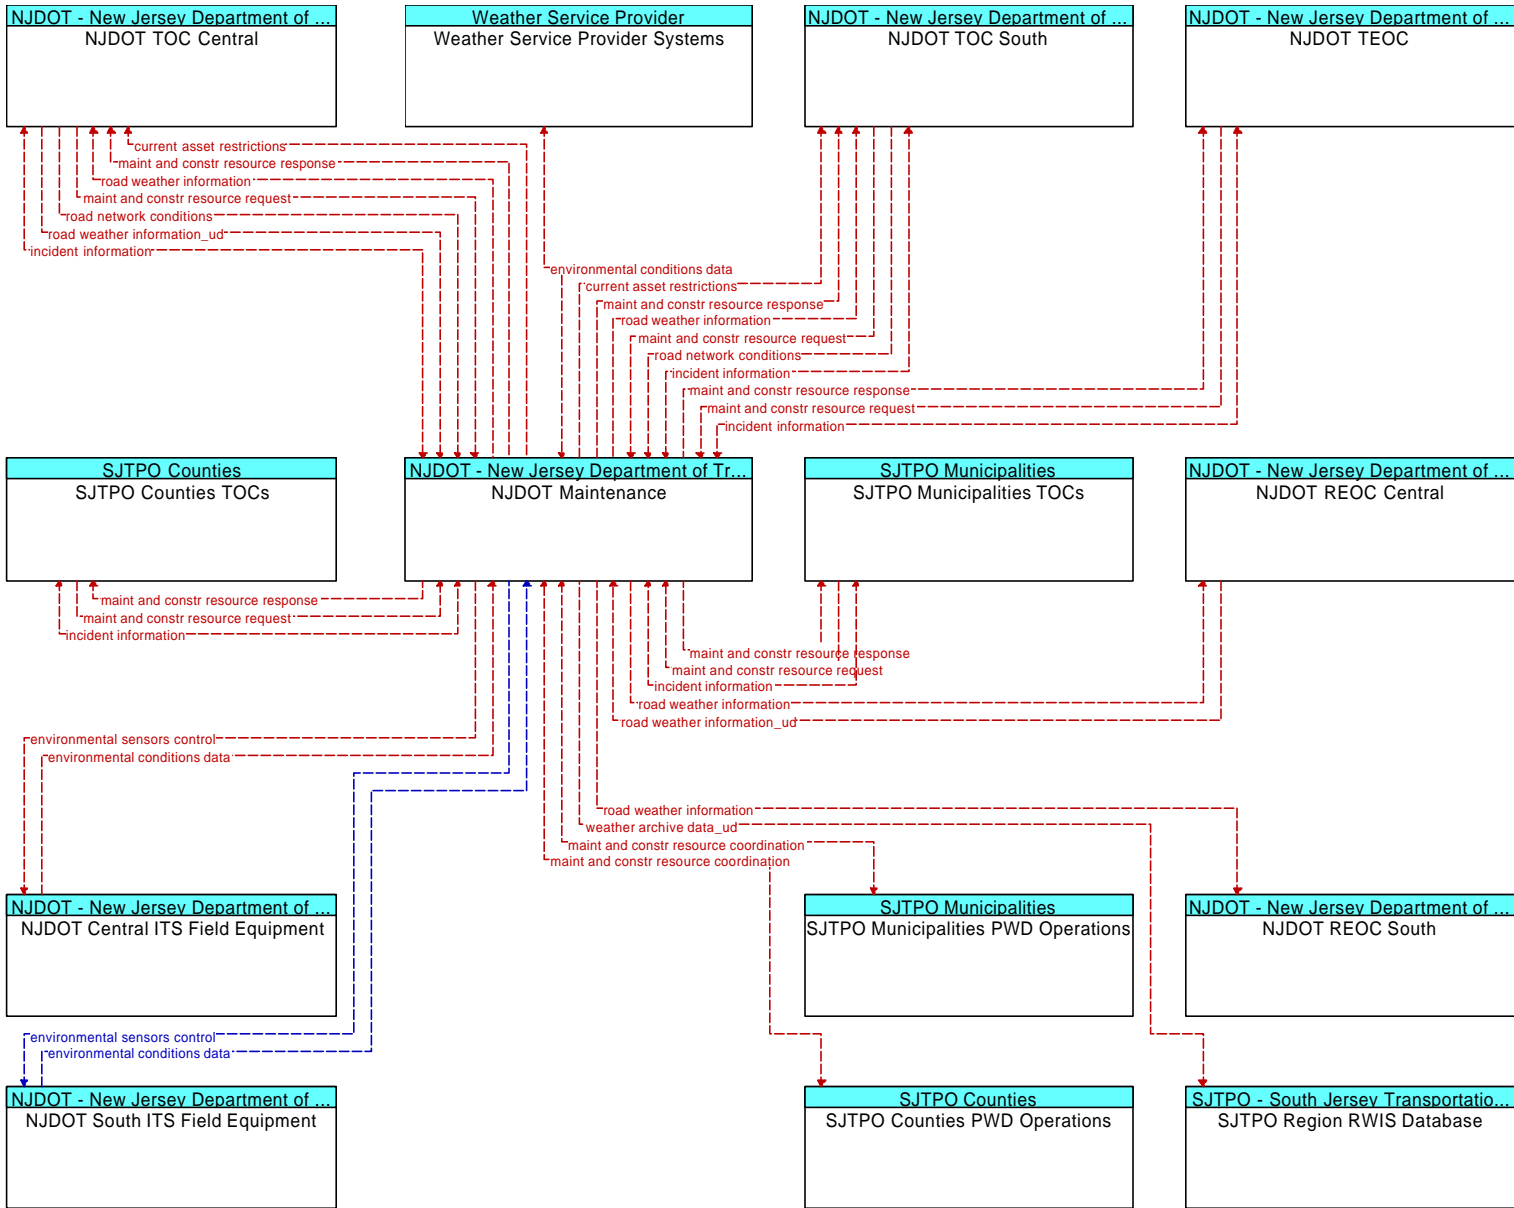 NJDOT - New Jersey Department of ...
NJDOT TOC Central
Weather Service Provider
Weather Service Provider Systems
NJDOT - New Jersey Department of ...
NJDOT TOC South
NJDOT - New Jersey Department of ...
NJDOT TEOC
current asset restrictions
maint and constr resource response
road weather information
maint and constr resource request
road network conditions
road weather information_ud
incident information
environmental conditions data
current asset restrictions
maint and constr resource response
road weather information
maint and constr resource request
road network conditions
incident information
maint and constr resource response
maint and constr resource request
incident information
SJTPO Counties
SJTPO Counties TOCs
NJDOT - New Jersey Department of Tr...
NJDOT Maintenance
SJTPO Municipalities
SJTPO Municipalities TOCs
NJDOT - New Jersey Department of ...
NJDOT REOC Central
maint and constr resource response
maint and constr resource request
incident information
maint and constr resource response
maint and constr resource request
incident information
road weather information
road weather information_ud
environmental sensors control
environmental conditions data
road weather information
weather archive data_ud
maint and constr resource coordination
maint and constr resource coordination
NJDOT - New Jersey Department of ...
NJDOT Central ITS Field Equipment
SJTPO Municipalities
SJTPO Municipalities PWD Operations
NJDOT - New Jersey Department of ...
NJDOT REOC South
environmental sensors control
environmental conditions data
NJDOT - New Jersey Department of ...
NJDOT South ITS Field Equipment
SJTPO Counties
SJTPO Counties PWD Operations
SJTPO - South Jersey Transportatio...
SJTPO Region RWIS Database